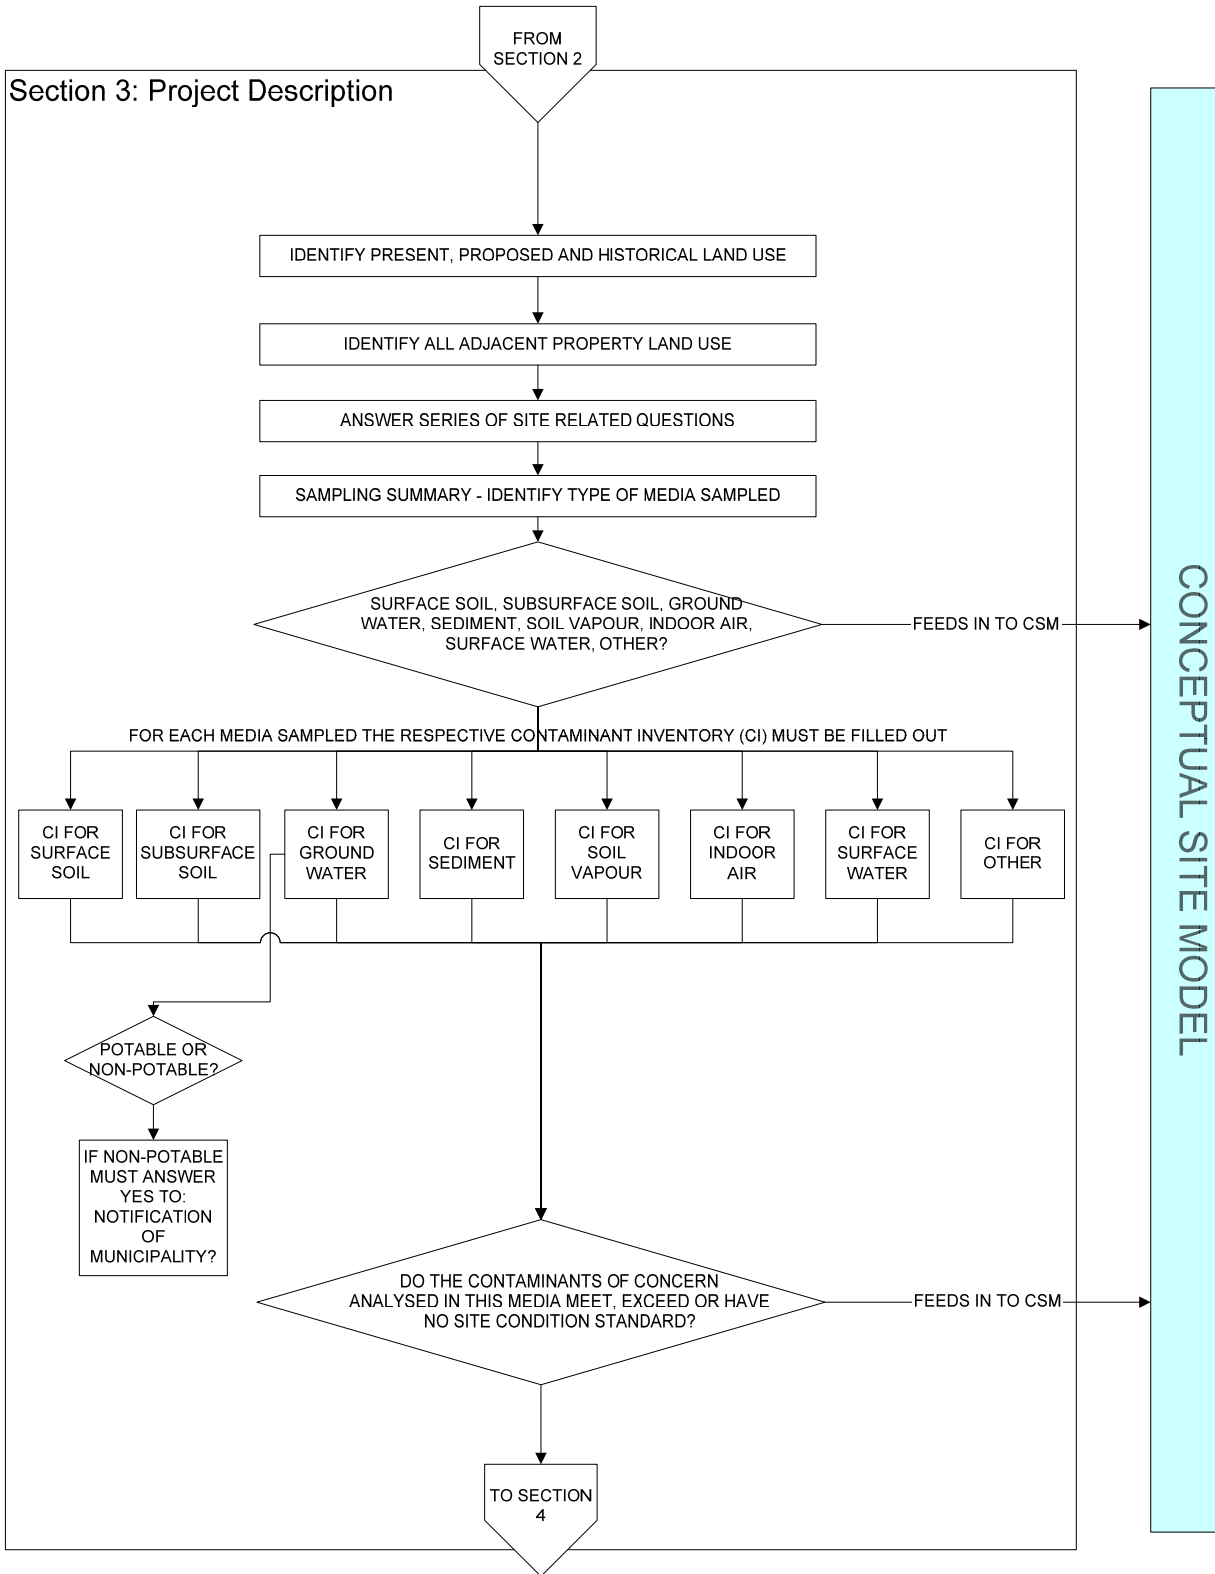 FROM
SECTION 2
Section 3: Project Description
IDENTIFY PRESENT, PROPOSED AND HISTORICAL LAND USE
IDENTIFY ALL ADJACENT PROPERTY LAND USE
ANSWER SERIES OF SITE RELATED QUESTIONS
SAMPLING SUMMARY - IDENTIFY TYPE OF MEDIA SAMPLED
SURFACE SOIL, SUBSURFACE SOIL, GROUND
WATER, SEDIMENT, SOIL VAPOUR, INDOOR AIR,
SURFACE WATER, OTHER?
FEEDS IN TO CSM
FOR EACH MEDIA SAMPLED THE RESPECTIVE CONTAMINANT INVENTORY (CI) MUST BE FILLED OUT
CI FOR
SURFACE
SOIL
CI FOR
SUBSURFACE
SOIL
CI FOR
GROUND
WATER
CI FOR
SEDIMENT
CI FOR
SOIL
VAPOUR
CI FOR
INDOOR
AIR
CI FOR
SURFACE
WATER
CI FOR
OTHER
POTABLE OR
NON-POTABLE?
IF NON-POTABLE
MUST ANSWER
YES TO:
NOTIFICATION
OF
MUNICIPALITY?
DO THE CONTAMINANTS OF CONCERN
ANALYSED IN THIS MEDIA MEET, EXCEED OR HAVE
NO SITE CONDITION STANDARD?
FEEDS IN TO CSM
TO SECTION
4
CONCEPTUAL SITE MODEL